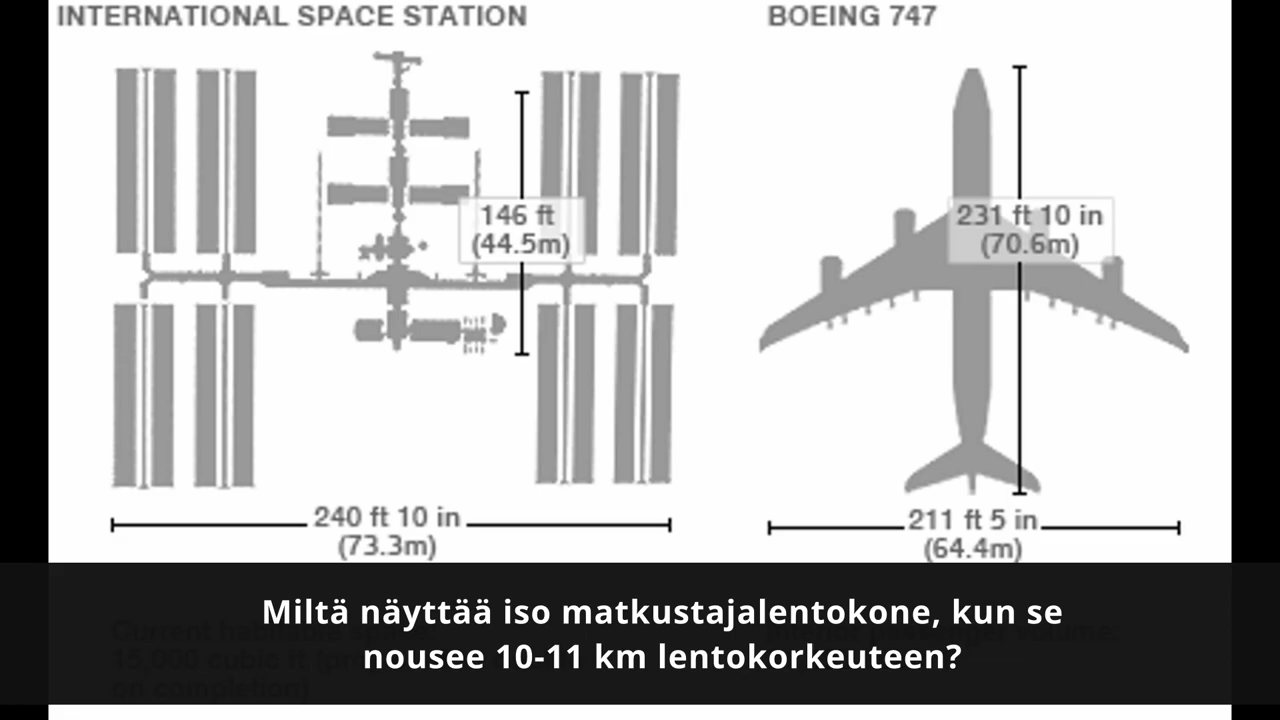 INTERNATIONAL SPACE STATION
BOEING 747
146 ft
(44.5m)
231 ft 10 in
(70.6m)
240 ft 10 in
(73.3m)
211 ft 5 in
(64.4m)
Miltä näyttää iso matkustajalentokone, kun se
nousee 10-11 km lentokorkeuteen?